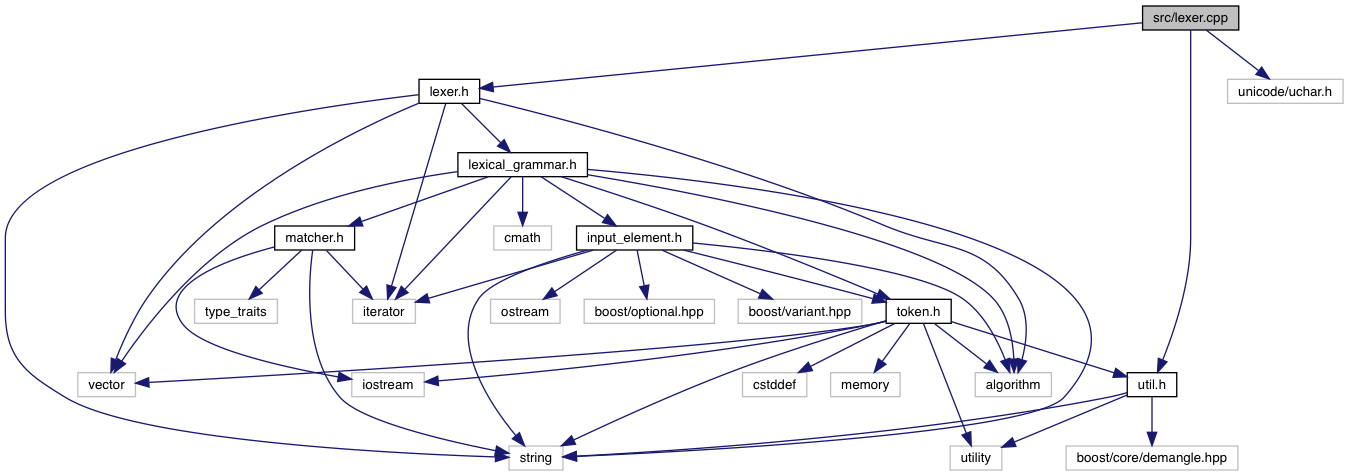 src/lexer.cpp
lexer.h
unicode/uchar.h
lexical_grammar.h
matcher.h
cmath
input_element.h
type_traits
iterator
ostream
boost/optional.hpp
boost/variant.hpp
token.h
vector
iostream
cstddef
memory
algorithm
util.h
string
utility
boost/core/demangle.hpp